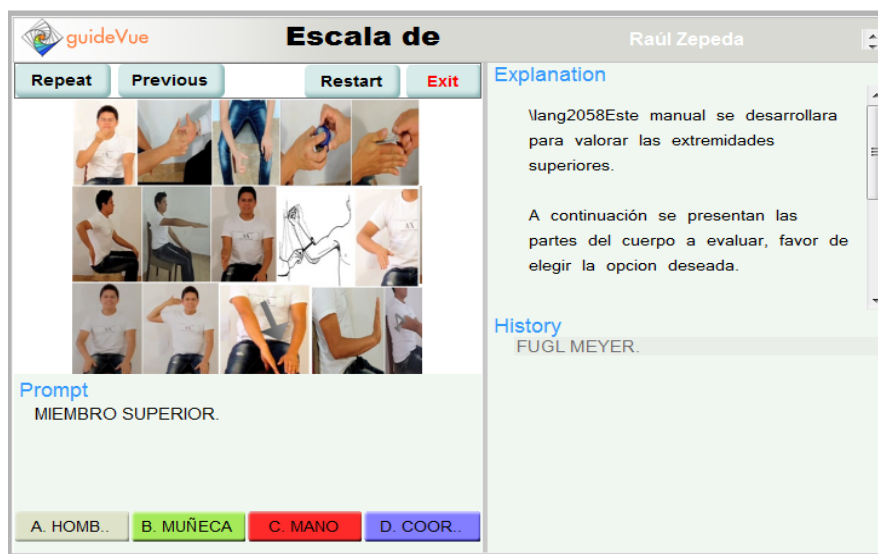 guideVue
Escala de
Raúl Zepeda
Repeat
Previous
Restart
Exit
Explanation
\lang2058Este manual se desarrollara
para valorar las extremidades
superiores.
A continuación se presentan las
partes del cuerpo a evaluar, favor de
elegir la opcion deseada.
History
FUGL MEYER.
Prompt
MIEMBRO SUPERIOR.
A. HOMB..
B. MUÑECA
C. MANO
D. COOR..